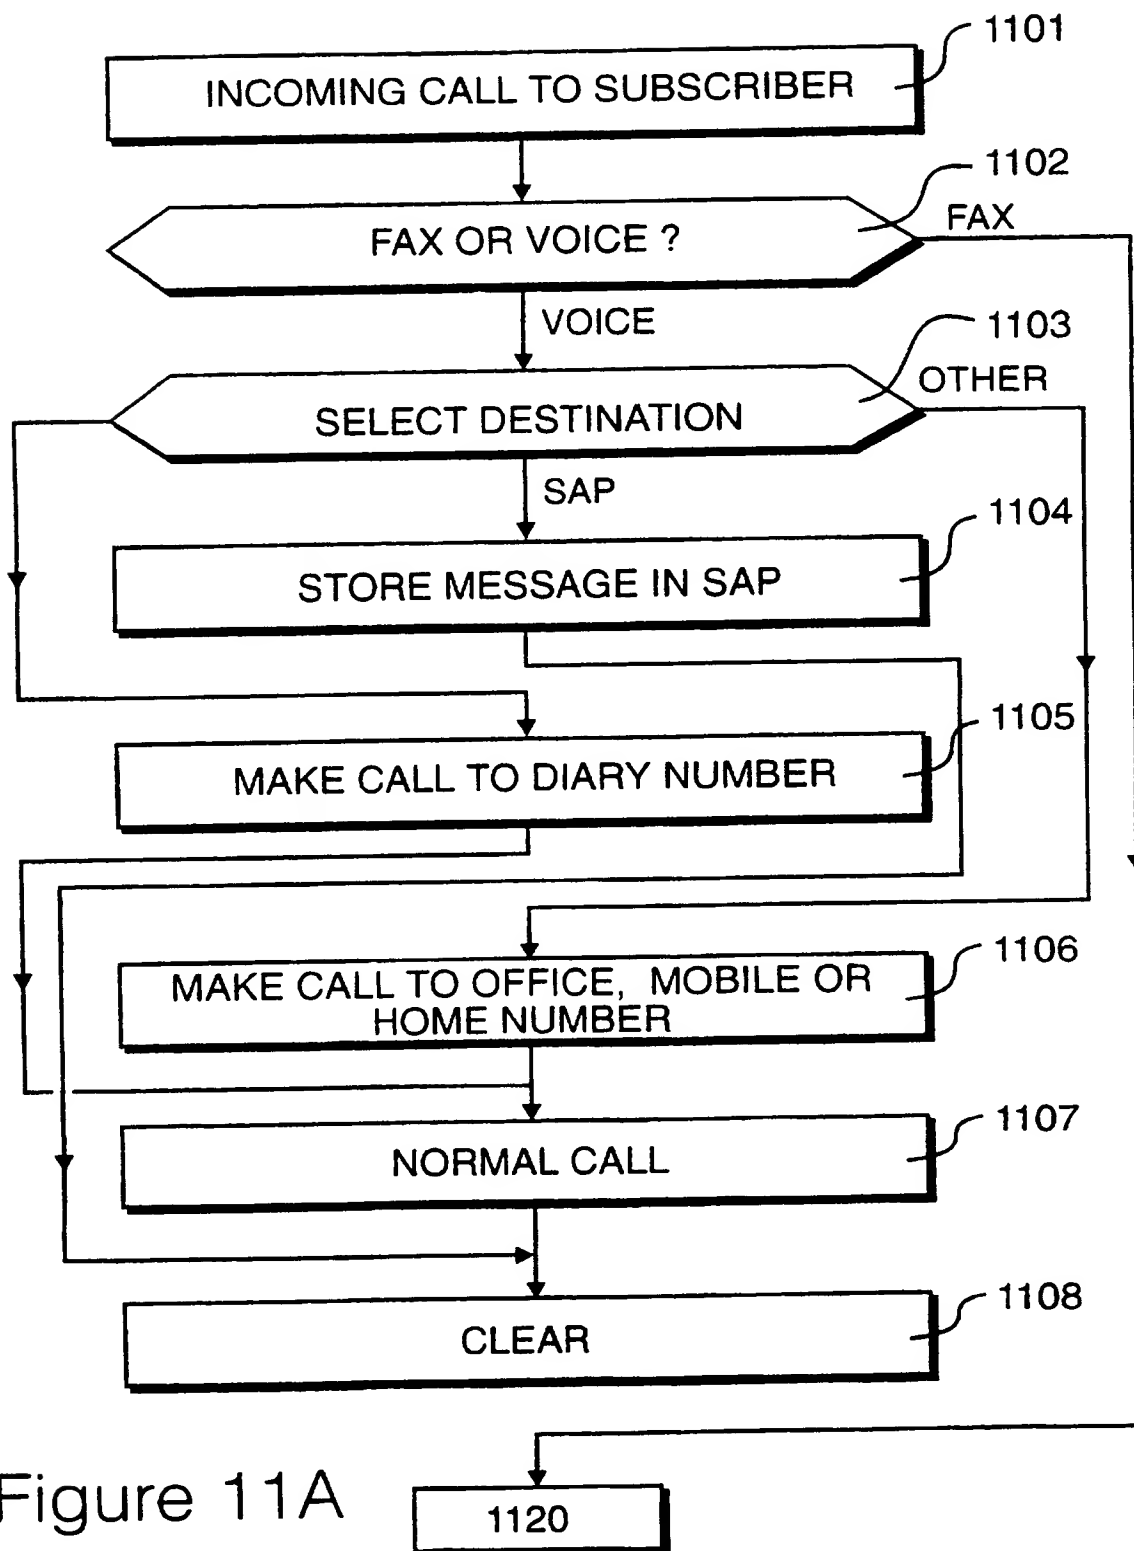 1101
INCOMING CALL TO SUBSCRIBER
1102
FAX OR VOICE ?
FAX
VOICE
1103
OTHER
SELECT DESTINATION
SAP
1104
STORE MESSAGE IN SAP
1105
MAKE CALL TO DIARY NUMBER
1106
MAKE CALL TO OFFICE, MOBILE OR
HOME NUMBER
1107
NORMAL CALL
1108
CLEAR
Figure 11A
1120